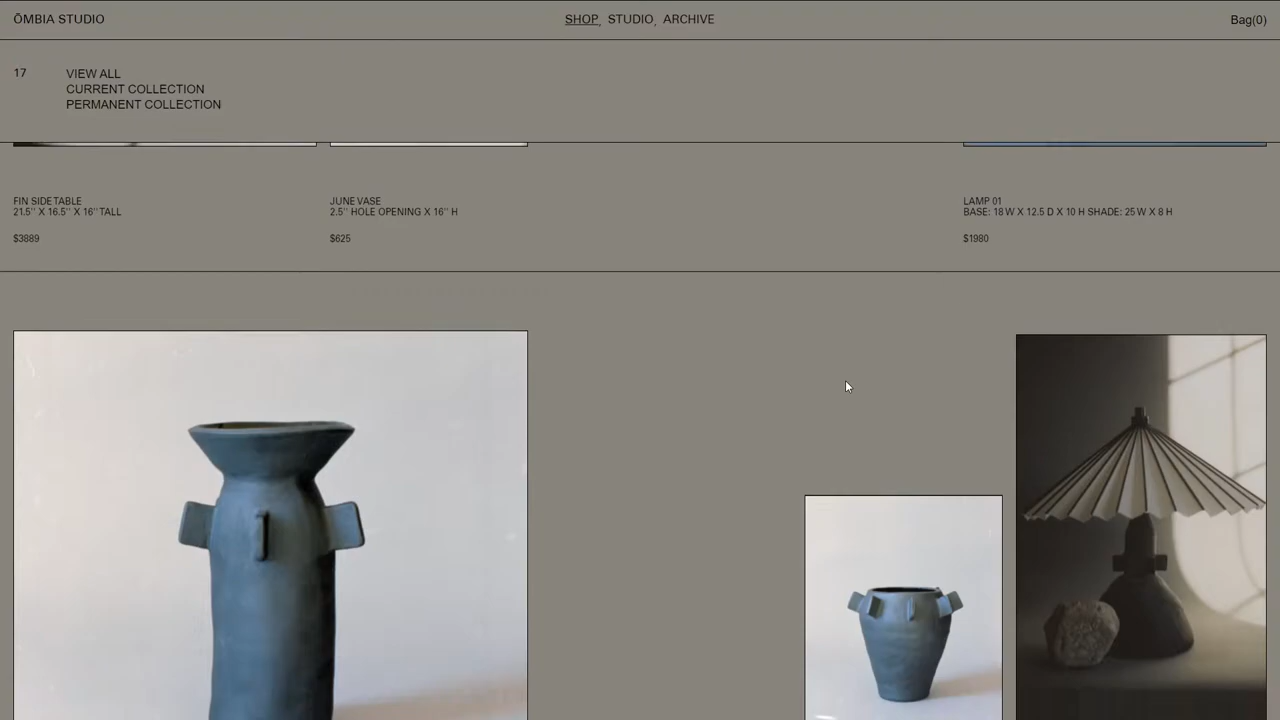 ŌMBIA STUDIO
SHOP, STUDIO, ARCHIVE
Bag(0)
17
VIEW ALL
CURRENT COLLECTION
PERMANENT COLLECTION
FIN SIDE TABLE
21.5'' X 16.5'' X 16'' TALL
$3889
JUNE VASE
2.5'' HOLE OPENING X 16'' H
$625
LAMP 01
BASE: 18 W X 12.5 D X 10 H SHADE: 25 W X 8 H
$1980